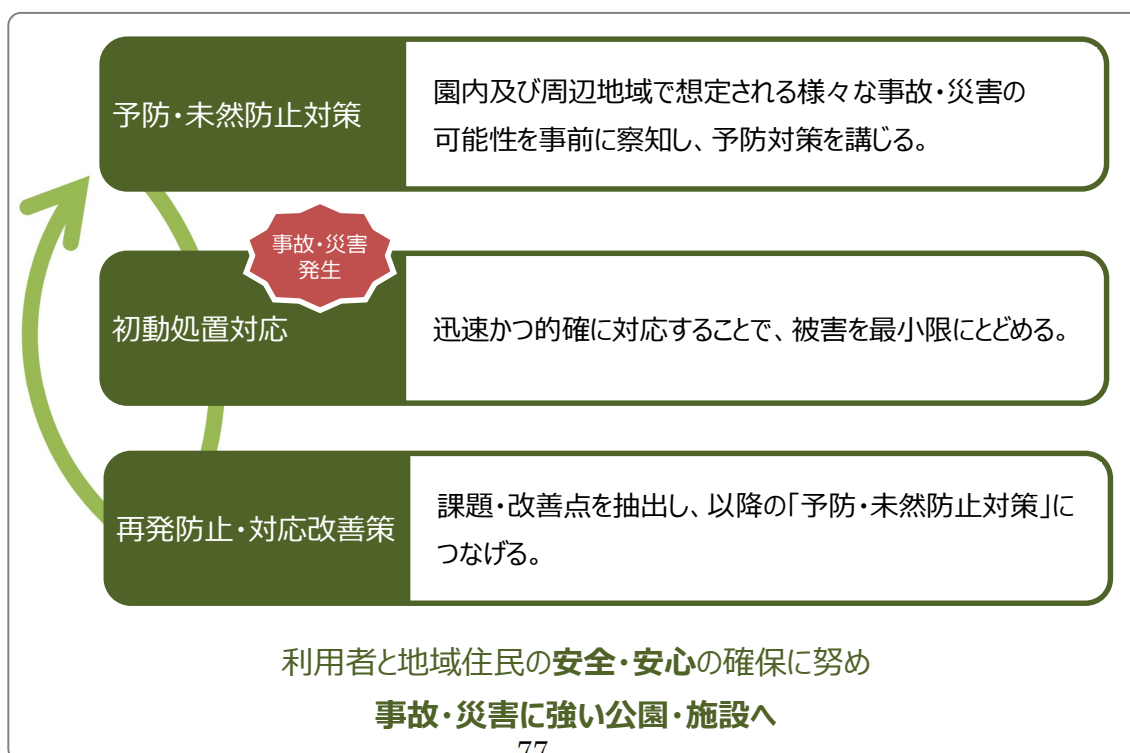 予防・未然防止対策
園内及び周辺地域で想定される様々な事故・災害の
可能性を事前に察知し、予防対策を講じる。
事故・災害
発生
初動処置対応
迅速かつ的確に対応することで、被害を最小限にとどめる。
再発防止・対応改善策
課題・改善点を抽出し、以降の「予防・未然防止対策」に
つなげる。
利用者と地域住民の安全・安心の確保に努め
事故・災害に強い公園・施設へ
77